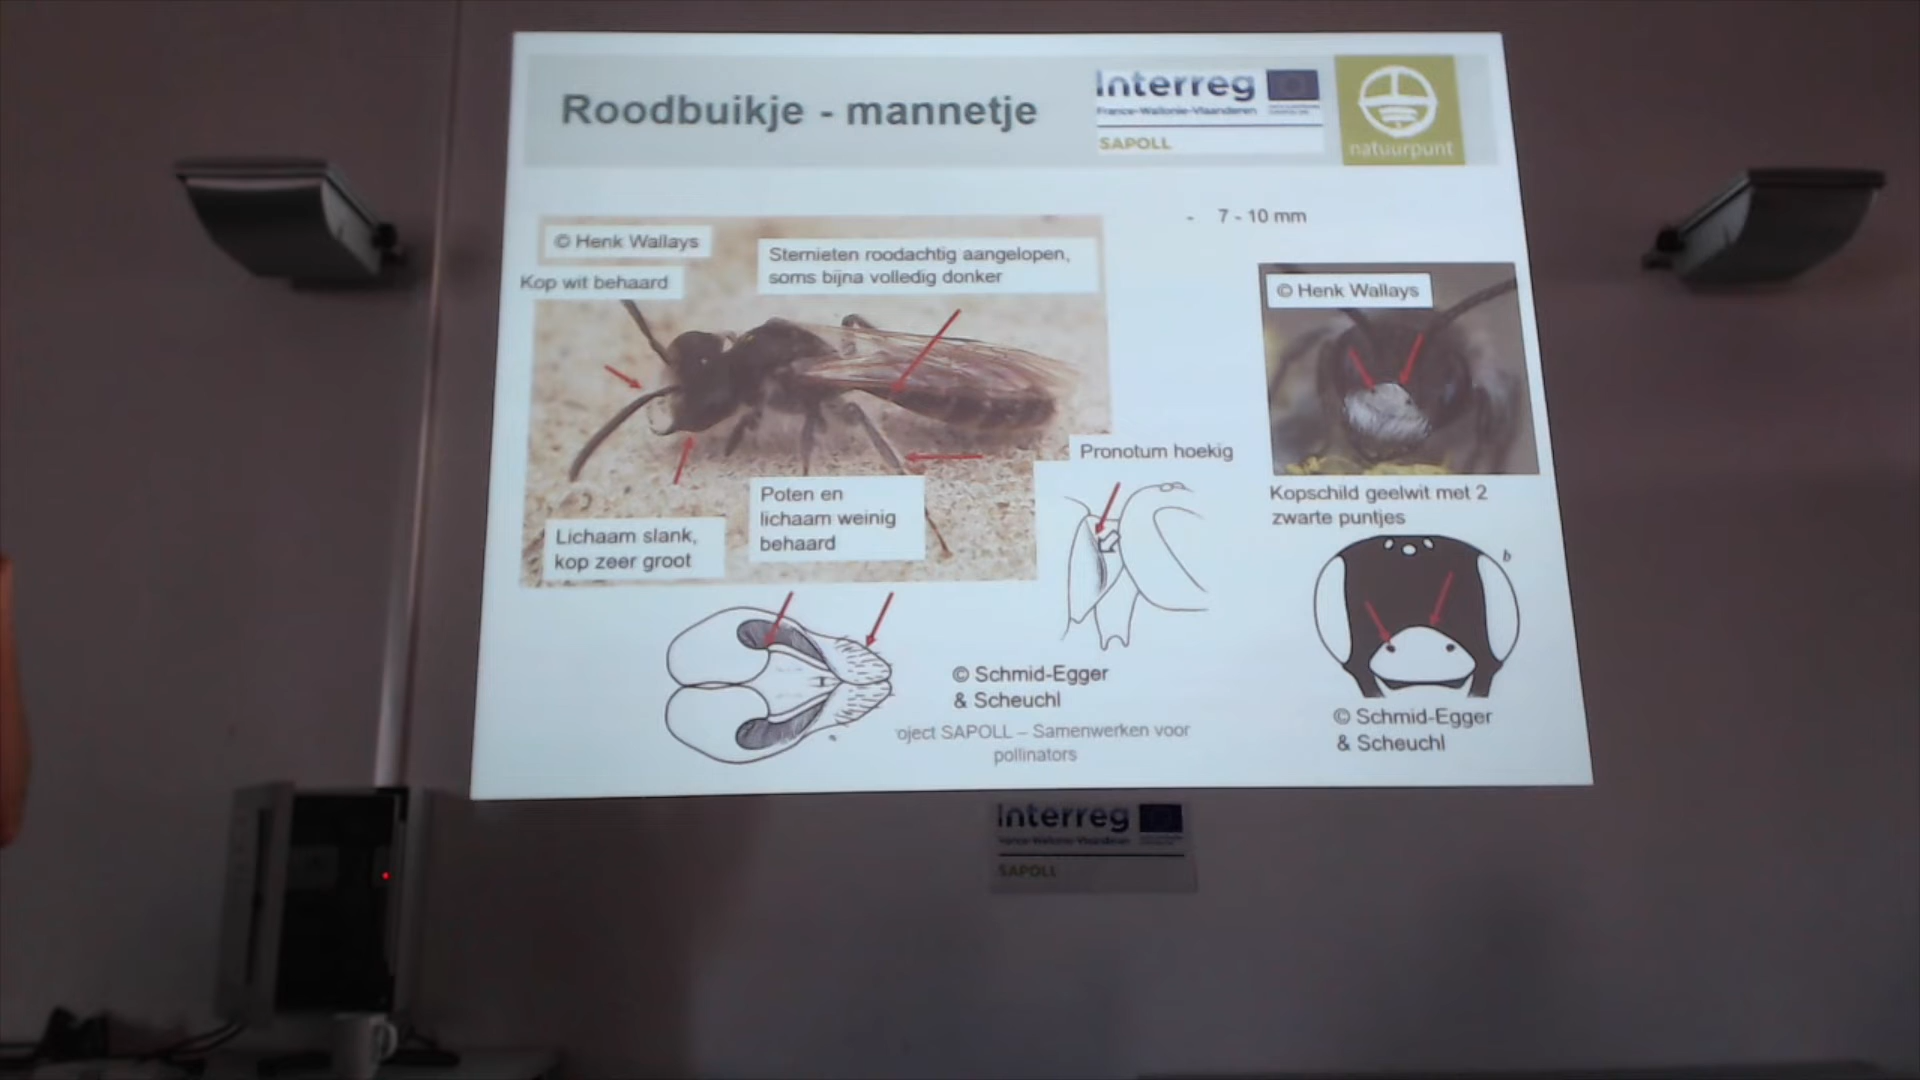 Roodbuikje - mannetje
Interreg
France-Wallonie-Vlaanderen
SAPOLL
natuurpunt
- 7 - 10 mm
© Henk Wallays
Kop wit behaard
Sternieten roodachtig aangelopen,
soms bijna volledig donker
© Henk Wallays
Pronotum hoekig
Kopschild geelwit met 2
zwarte puntjes
Poten en
lichaam weinig
behaard
Lichaam slank,
kop zeer groot
b
© Schmid-Egger
& Scheuchl
© Schmid-Egger
& Scheuchl
oject SAPOLL – Samenwerken voor
pollinators
Interreg
SAPOLL